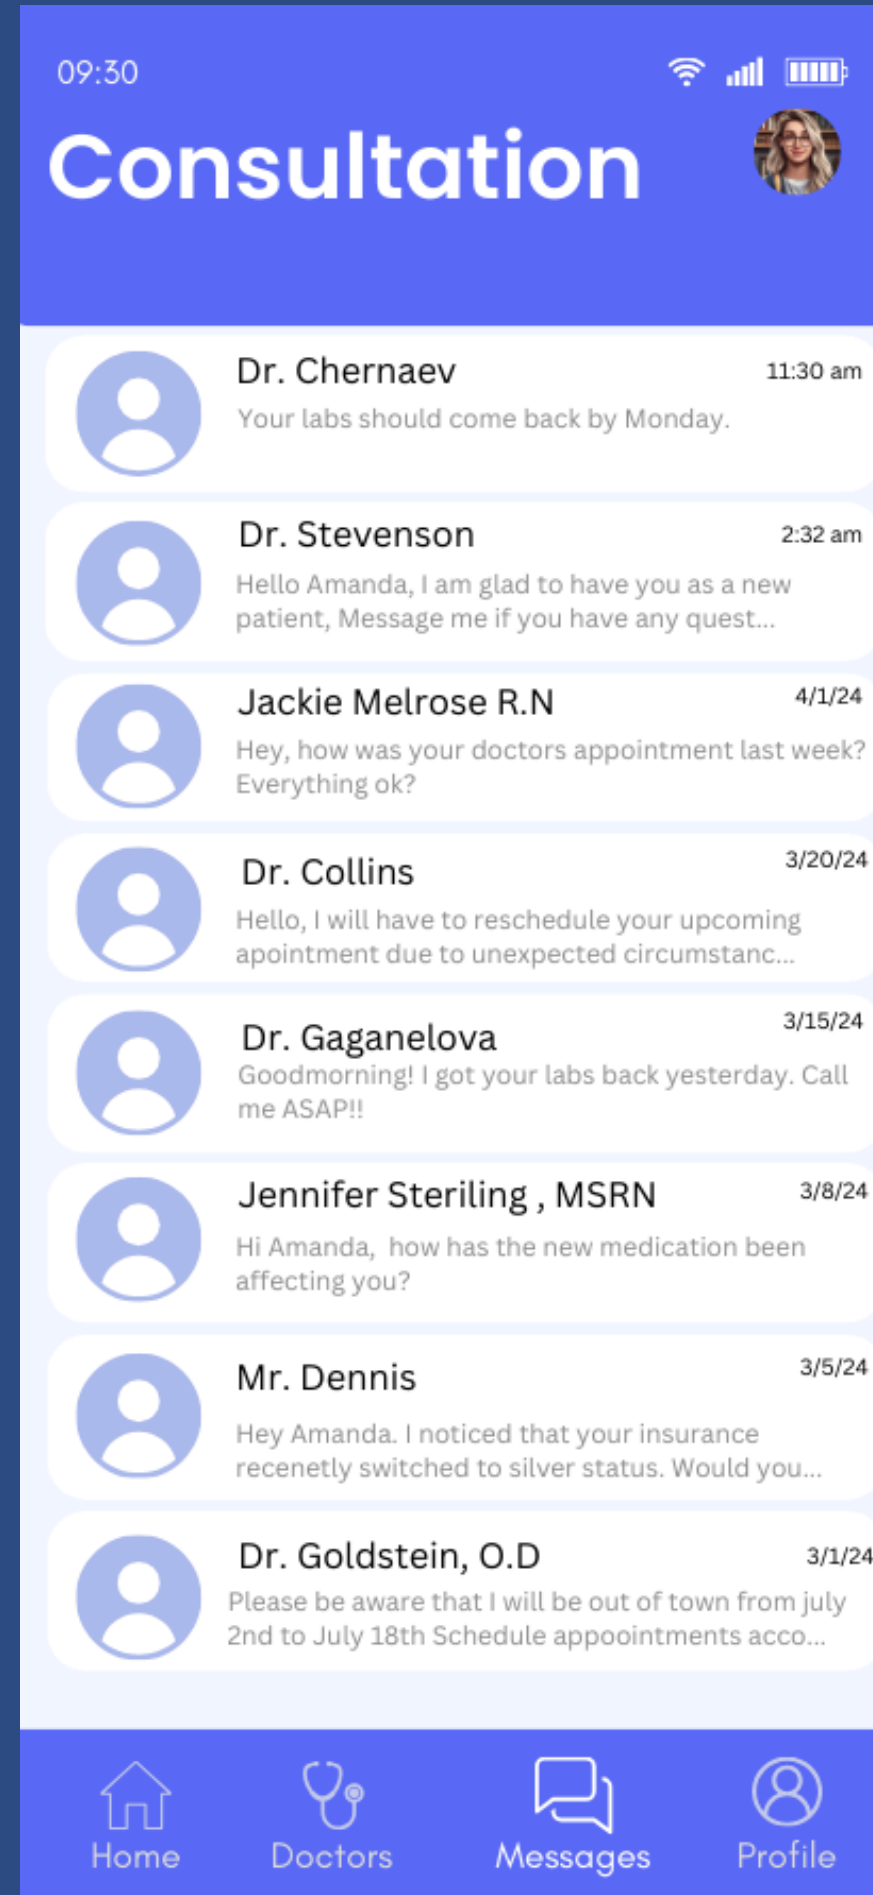 09:30
Consultation
Dr. Chernaev
11:30 am
Your labs should come back by Monday.
Dr. Stevenson
2:32 am
Hello Amanda, I am glad to have you as a new
patient, Message me if you have any quest...
Jackie Melrose R.N
4/1/24
Hey, how was your doctors appointment last week?
Everything ok?
Dr. Collins
3/20/24
Hello, I will have to reschedule your upcoming
apointment due to unexpected circumstanc...
Dr. Gaganelova
3/15/24
Goodmorning! I got your labs back yesterday. Call
me ASAP!!
Jennifer Steriling , MSRN
3/8/24
Hi Amanda,  how has the new medication been
affecting you?
Mr. Dennis
3/5/24
Hey Amanda. I noticed that your insurance
recenetly switched to silver status. Would you...
Dr. Goldstein, O.D
3/1/24
Please be aware that I will be out of town from july
2nd to July 18th Schedule appoointments acco...
Home
Doctors
Messages
Profile